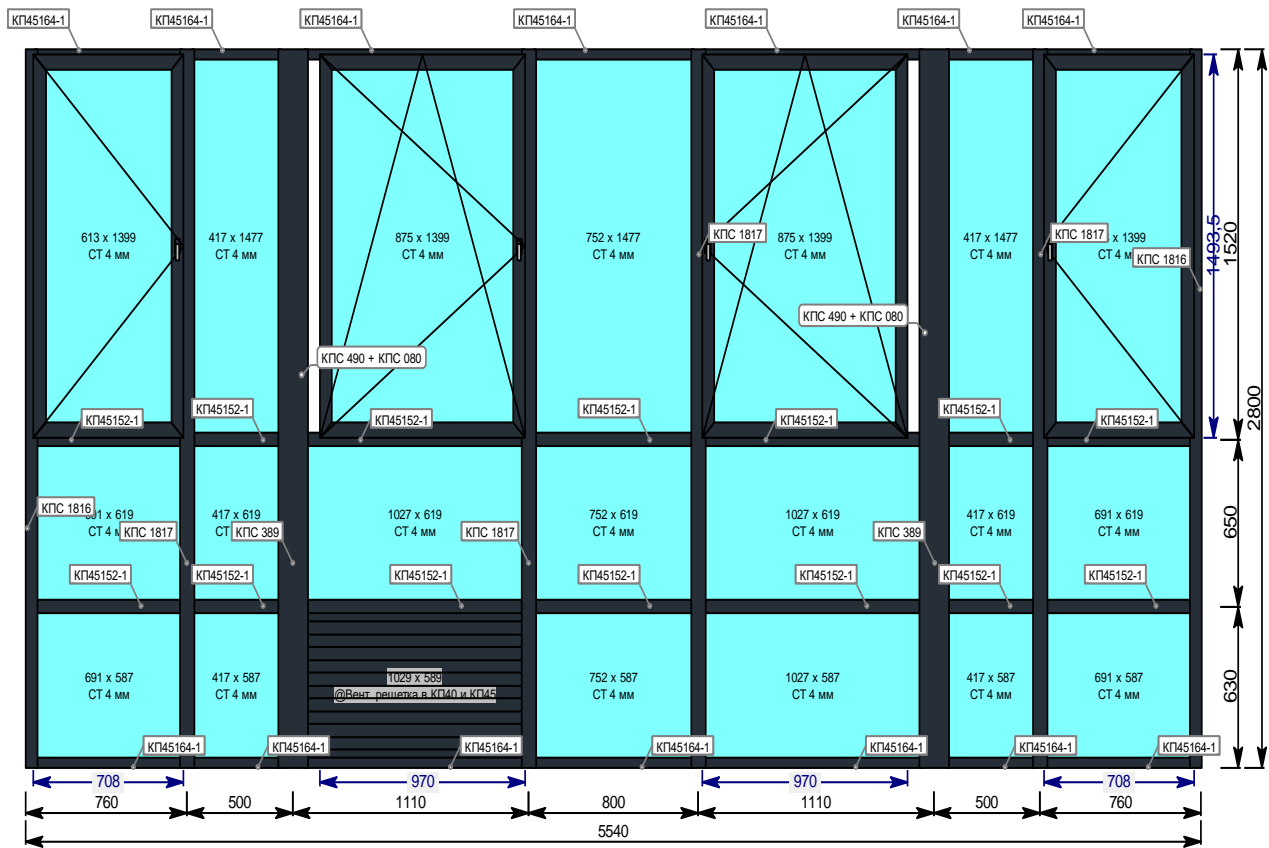 КП45164-1 КП45164-1 КП45164-1 КП45164-1 КП45164-1 КП45164-1 КП45164-1
613 x 1399
СТ 4 мм
417 x 1477
СТ 4 мм
875 x 1399
СТ 4 мм
752 x 1477
СТ 4 мм
КПС 1817
875 x 1399
СТ 4 мм
417 x 1477
СТ 4 мм
КПС 1817
x 1399
СТ 4 м
КПС 1816
1493,5
1520
2800
КПС 490 + КПС 080
КПС 490 + КПС 080
КП45152-1 КП45152-1 КП45152-1 КП45152-1 КП45152-1 КП45152-1 КП45152-1
КПС 1816
91 x 619
СТ 4 м
КПС 1817
417 x 619
СТ
КПС 389
1027 x 619
СТ 4 мм
КПС 1817
752 x 619
СТ 4 мм
1027 x 619
СТ 4 мм
КПС 389
417 x 619
СТ 4 мм
691 x 619
СТ 4 мм
650
КП45152-1 КП45152-1 КП45152-1 КП45152-1 КП45152-1 КП45152-1 КП45152-1
691 x 587
СТ 4 мм
417 x 587
СТ 4 мм
1029 x 589
@Вент. решетка в КП40 и КП45
752 x 587
СТ 4 мм
1027 x 587
СТ 4 мм
417 x 587
СТ 4 мм
691 x 587
СТ 4 мм
630
КП45164-1 КП45164-1 КП45164-1 КП45164-1 КП45164-1 КП45164-1 КП45164-1
708 970 970 708
760 500 1110 800 1110 500 760
5540